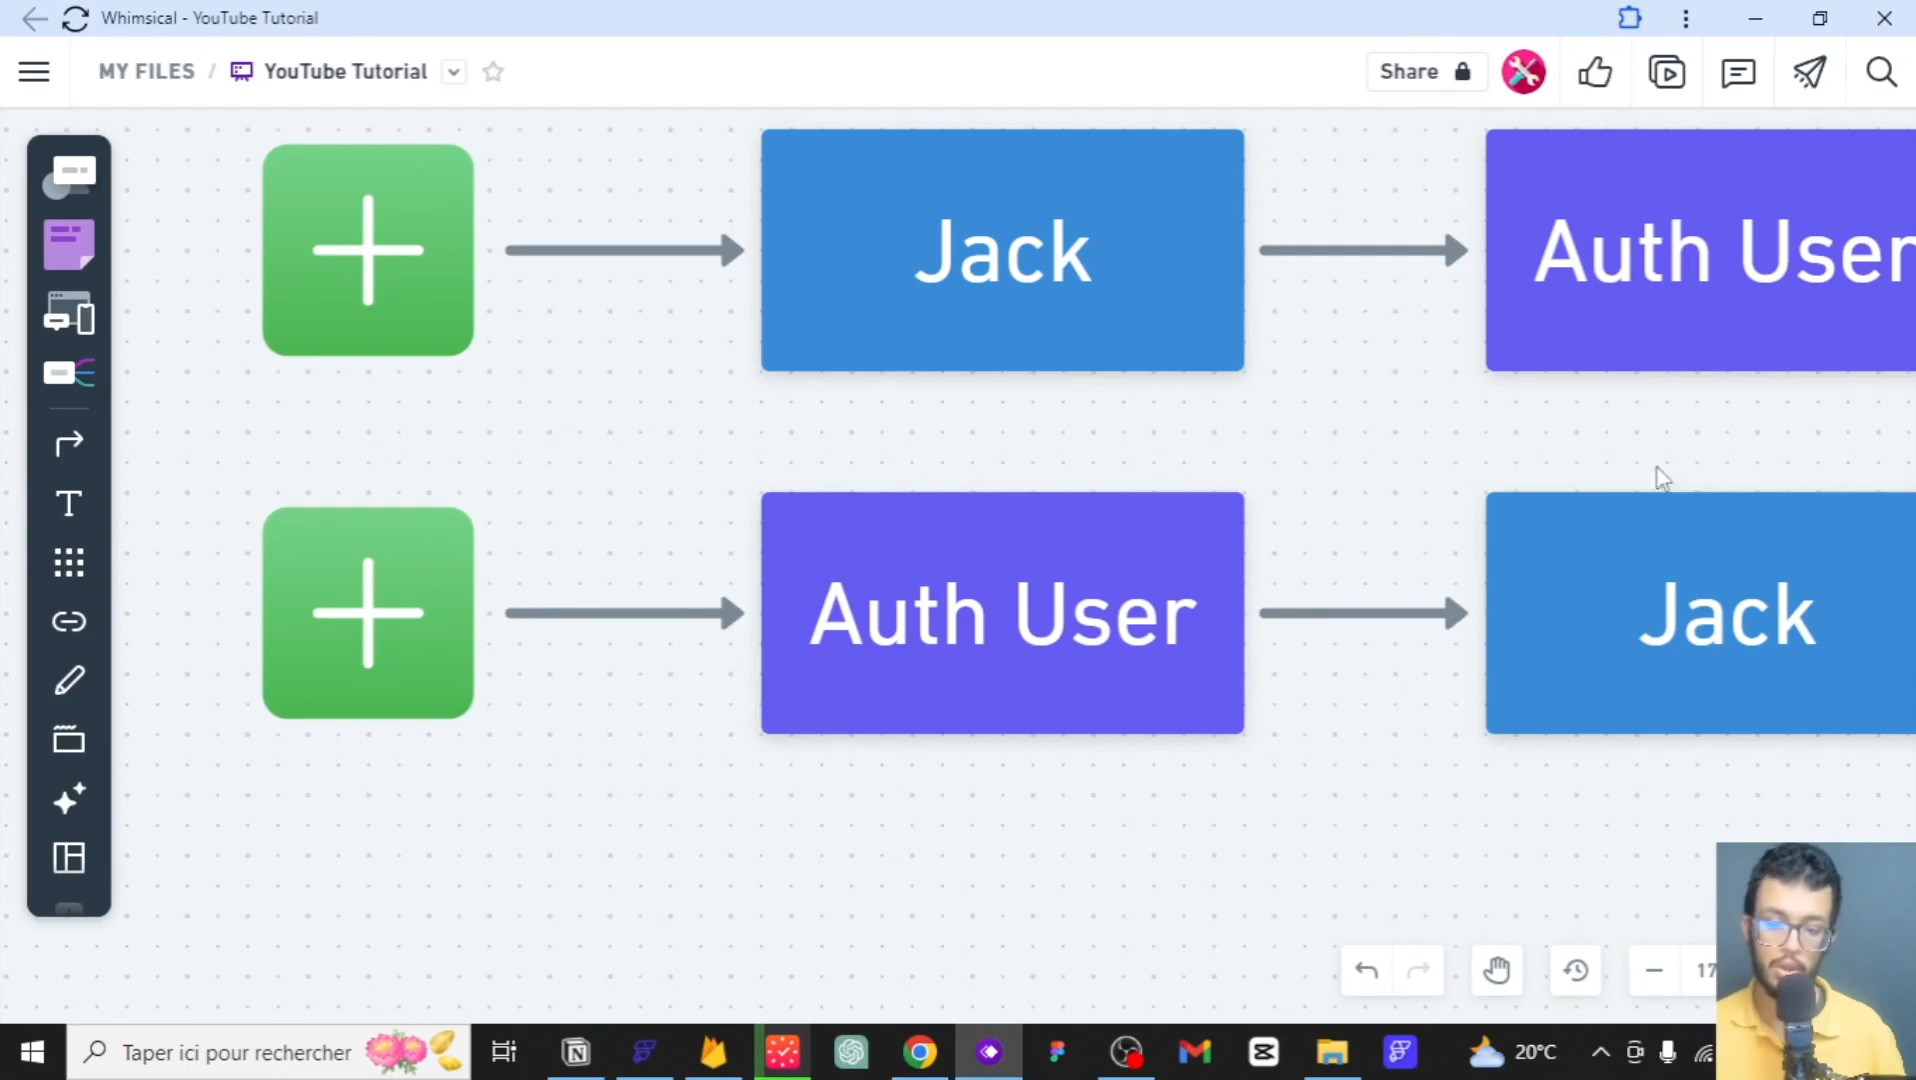 Whimsical - YouTube Tutorial
MY FILES / YouTube Tutorial
Share
Jack
Auth User
Auth User
Jack
17
Taper ici pour rechercher
20°C